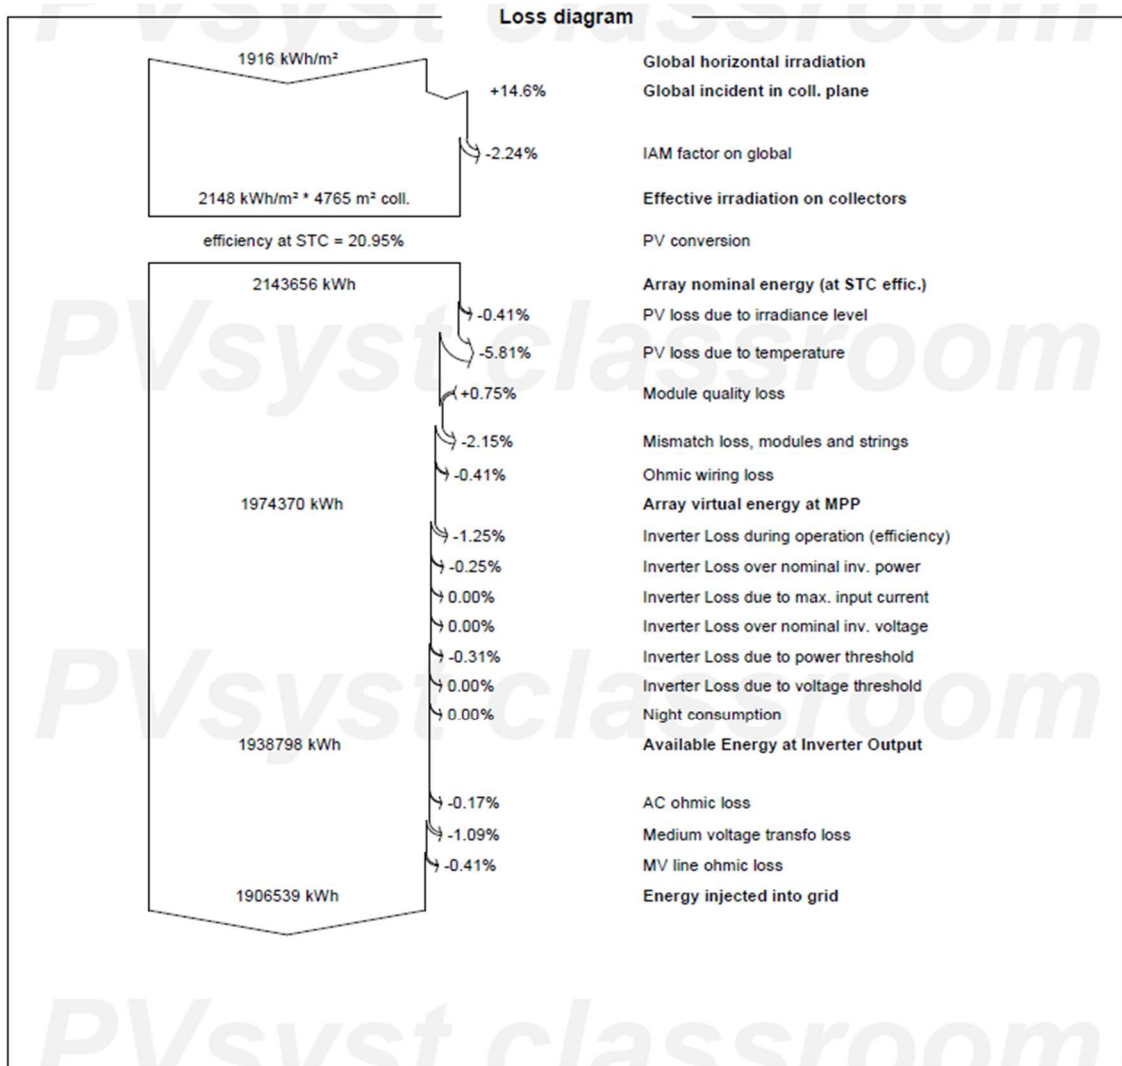 Loss diagram
1916 kWh/m² Global horizontal irradiation
+14.6% Global incident in coll. plane
-2.24% IAM factor on global
2148 kWh/m² * 4765 m² coll. Effective irradiation on collectors
efficiency at STC = 20.95% PV conversion
2143656 kWh Array nominal energy (at STC effic.)
-0.41% PV loss due to irradiance level
-5.81% PV loss due to temperature
+0.75% Module quality loss
-2.15% Mismatch loss, modules and strings
-0.41% Ohmic wiring loss
1974370 kWh Array virtual energy at MPP
-1.25% Inverter Loss during operation (efficiency)
-0.25% Inverter Loss over nominal inv. power
0.00% Inverter Loss due to max. input current
0.00% Inverter Loss over nominal inv. voltage
-0.31% Inverter Loss due to power threshold
0.00% Inverter Loss due to voltage threshold
0.00% Night consumption
1938798 kWh Available Energy at Inverter Output
-0.17% AC ohmic loss
-1.09% Medium voltage transfo loss
-0.41% MV line ohmic loss
1906539 kWh Energy injected into grid
PVsyst classroom
PVsyst classroom
PVsyst classroom
PVsyst classroom